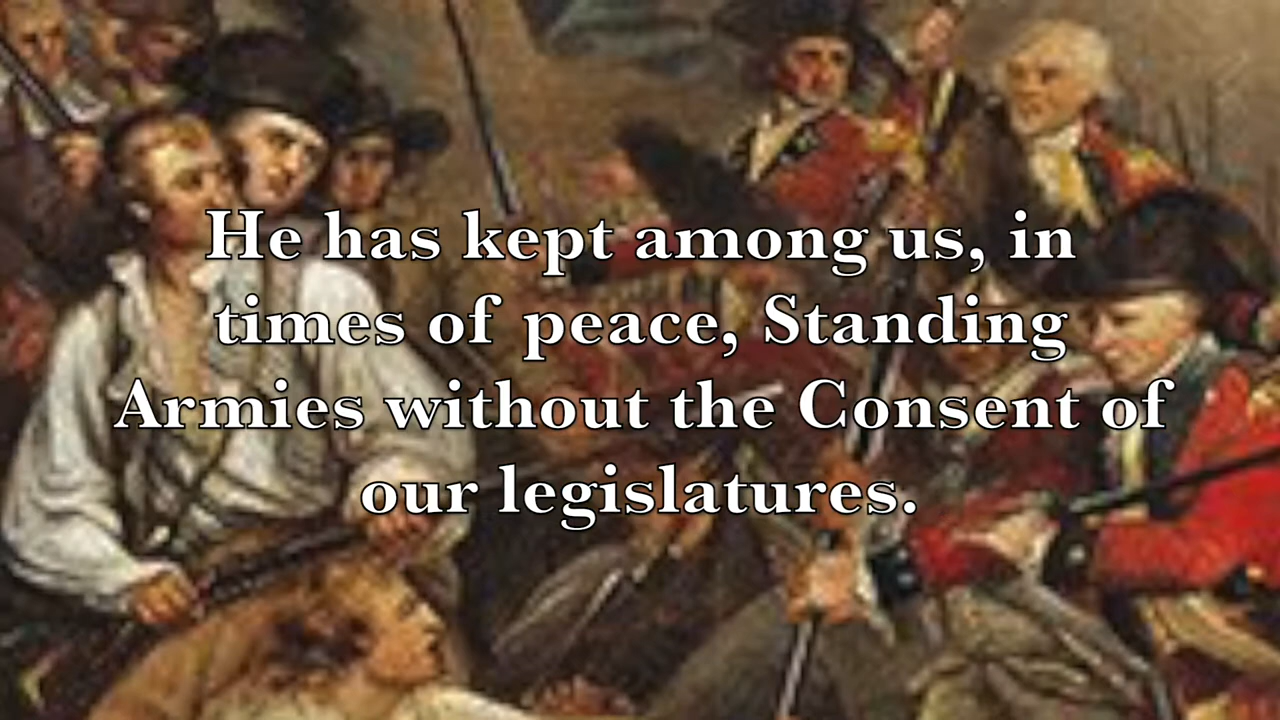 He has kept among us, in
times of peace, Standing
Armies without the Consent of
our legislatures.